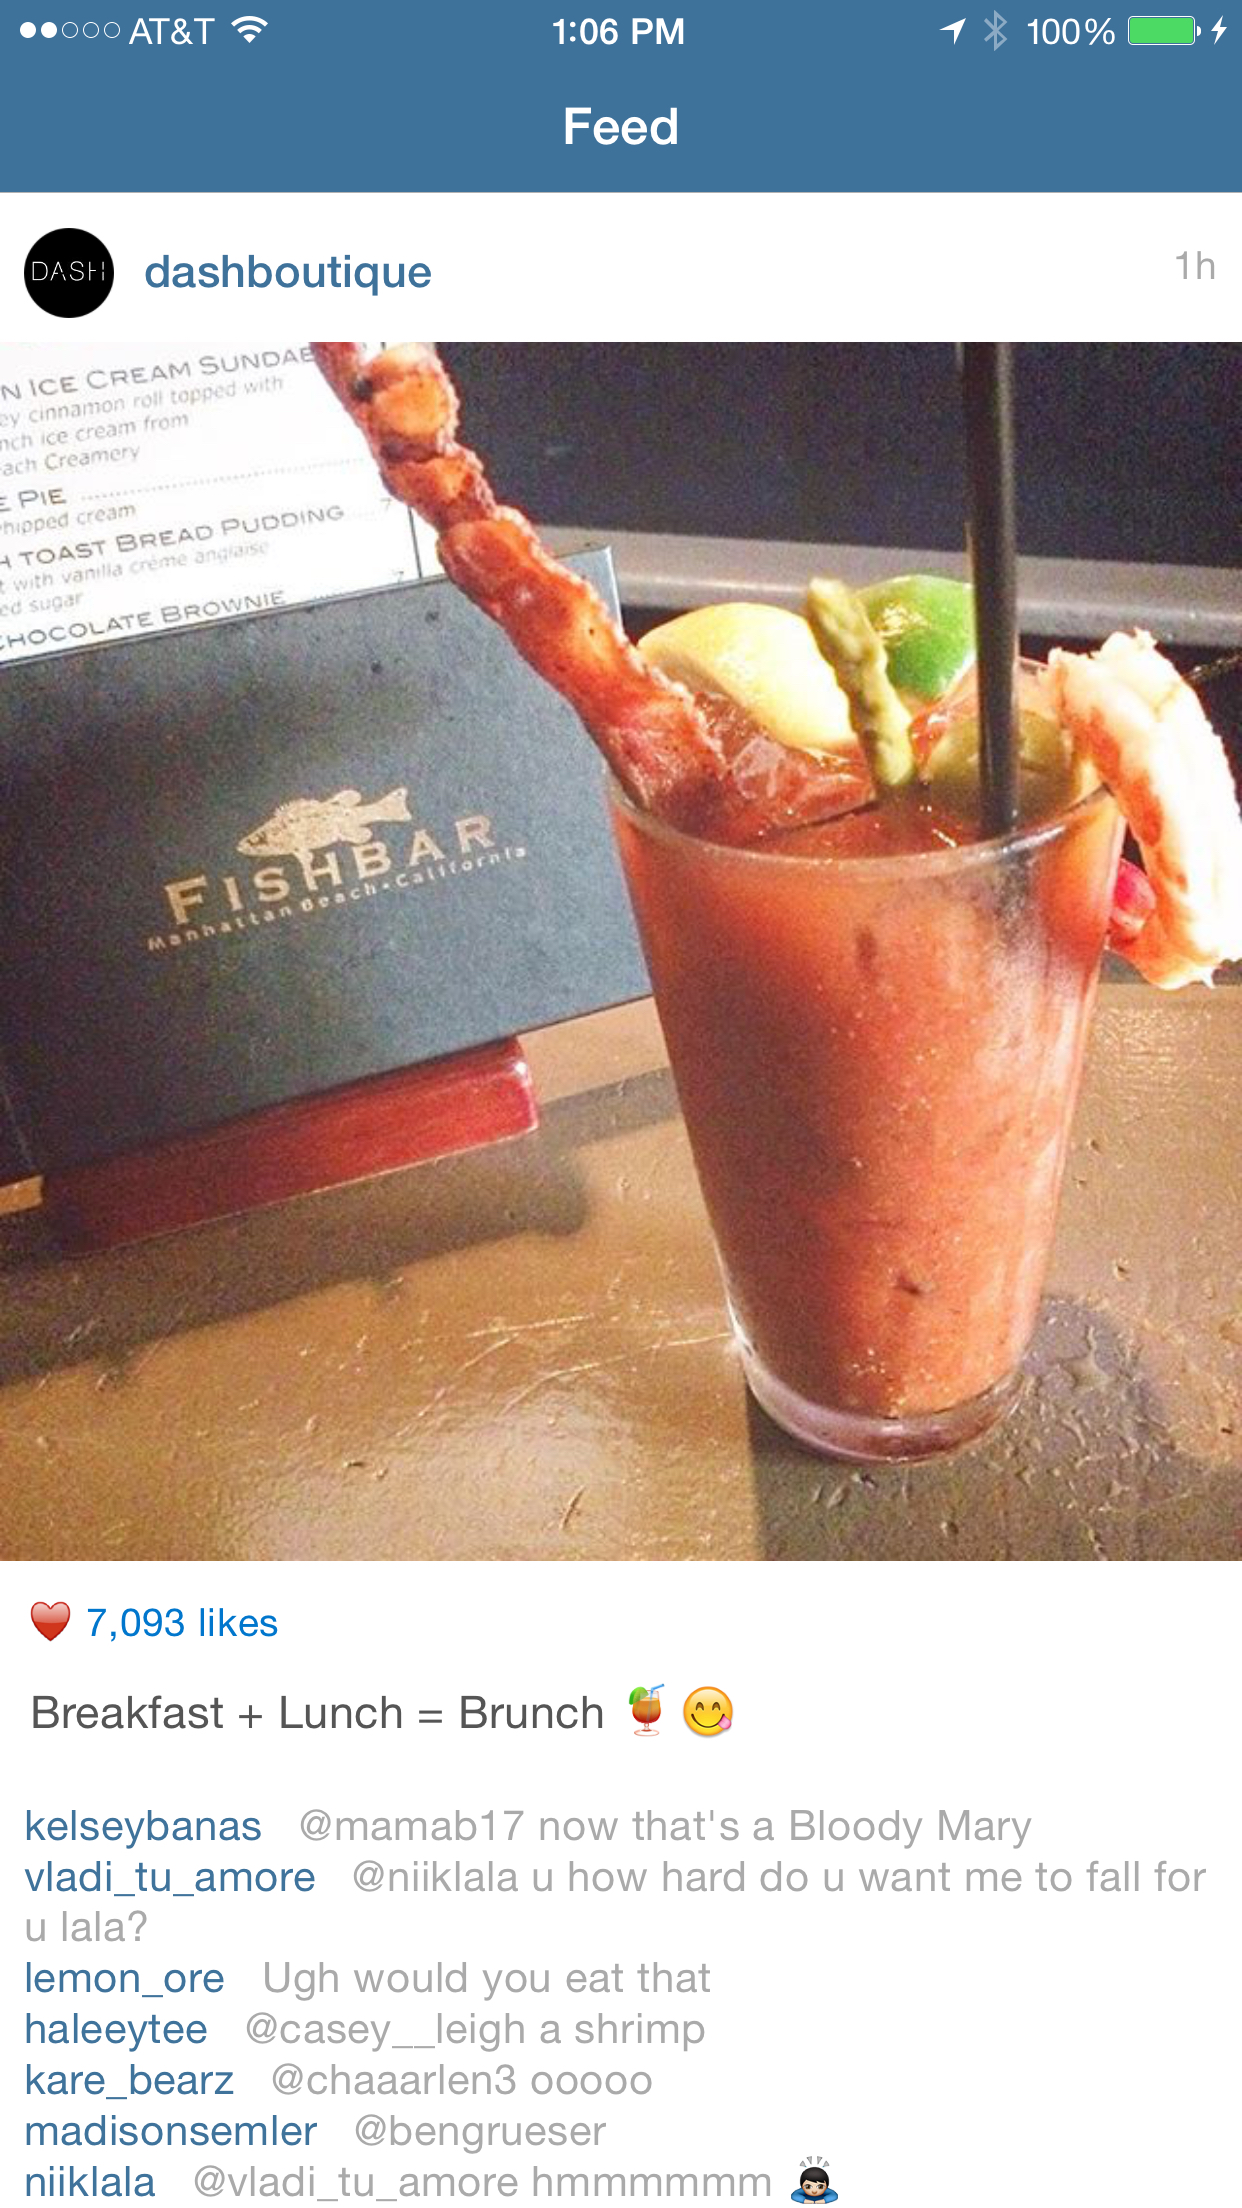 AT&T 1:06 PM 100%
Feed
DASH dashboutique 1h
N ICE CREAM SUNDAE
ey cinnamon roll topped with
nch ice cream from
each Creamery
E PIE
hipped cream
H TOAST BREAD PUDDING 7
t with vanilla crème anglaise
ed sugar 7
CHOCOLATE BROWNIE
FISHBAR
Manhattan Beach • California
7,093 likes
Breakfast + Lunch = Brunch 🍹 😋
kelseybanas @mamab17 now that's a Bloody Mary
vladi_tu_amore @niiklala u how hard do u want me to fall for
u lala?
lemon_ore Ugh would you eat that
haleeytee @casey__leigh a shrimp
kare_bearz @chaaarlen3 ooooo
madisonsemler @bengrueser
niiklala @vladi_tu_amore hmmmmmm 🙇